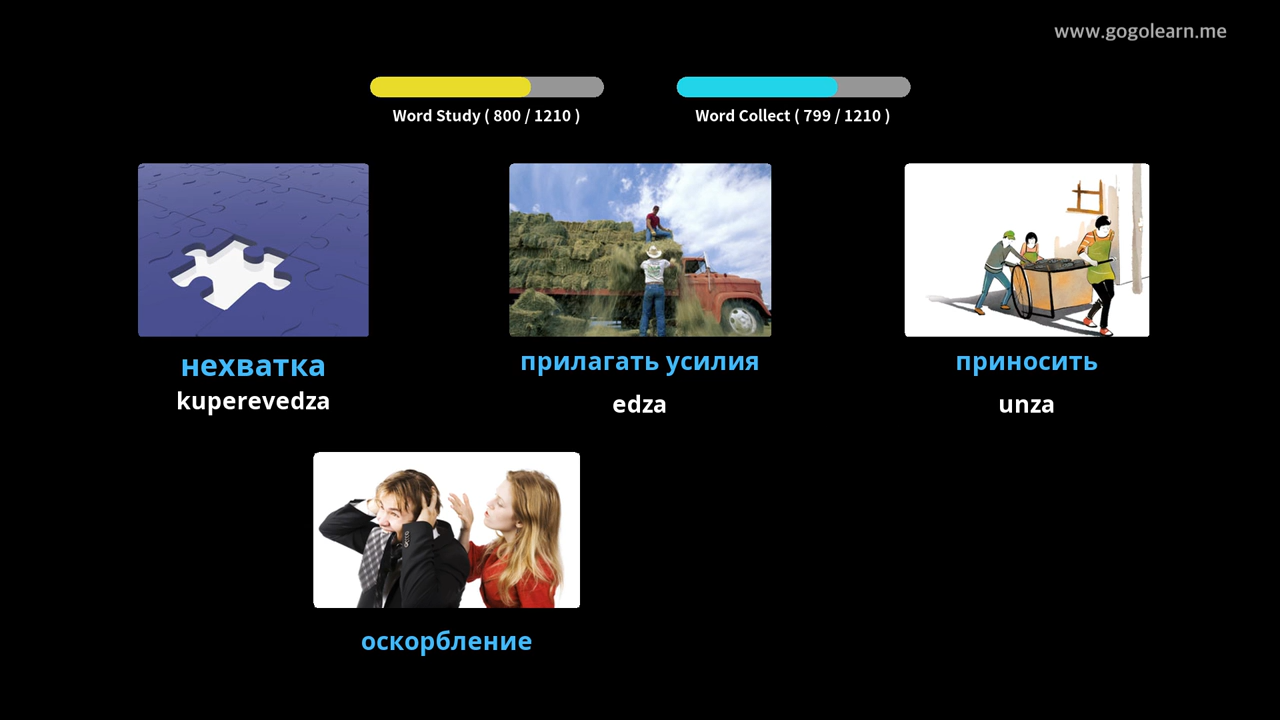 www.gogolearn.me
Word Study ( 800 / 1210 )
Word Collect ( 799 / 1210 )
нехватка
kuperevedza
прилагать усилия
edza
приносить
unza
оскорбление